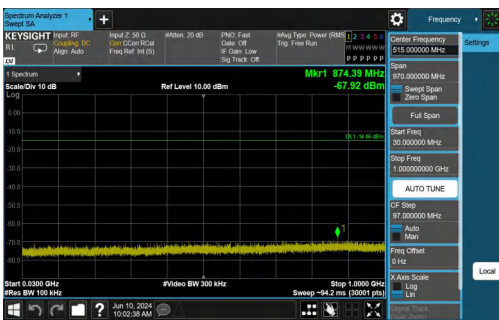 Spectrum Analyzer 1
Swept SA
Frequency
KEYSIGHT
RL
Input: RF
Coupling: DC
Align: Auto
Input Z: 50 Ω
Corr CCorr RCal
Freq Ref: Int (S)
#Atten: 20 dB
PNO: Fast
Gate: Off
IF Gain: Low
Sig Track: Off
#Avg Type: Power (RMS
Trig: Free Run
1 2 3 4 5 6
M W W W W W
P P P P P P
Settings
1 Spectrum
Scale/Div 10 dB
Ref Level 10.00 dBm
Mkr1 874.39 MHz
-67.92 dBm
Log
0.00
-10.0
-20.0
-30.0
-40.0
-50.0
-60.0
-70.0
-80.0
1
Start 0.0300 GHz
#Res BW 100 kHz
#Video BW 300 kHz
Stop 1.0000 GHz
Sweep ~94.2 ms (30001 pts)
Center Frequency
515.000000 MHz
Span
970.000000 MHz
Swept Span
Zero Span
Full Span
Start Freq
30.000000 MHz
Stop Freq
1.000000000 GHz
AUTO TUNE
CF Step
97.000000 MHz
Auto
Man
Freq Offset
0 Hz
X Axis Scale
Log
Lin
Signal Track
Local
?
Jun 10, 2024
10:02:38 AM